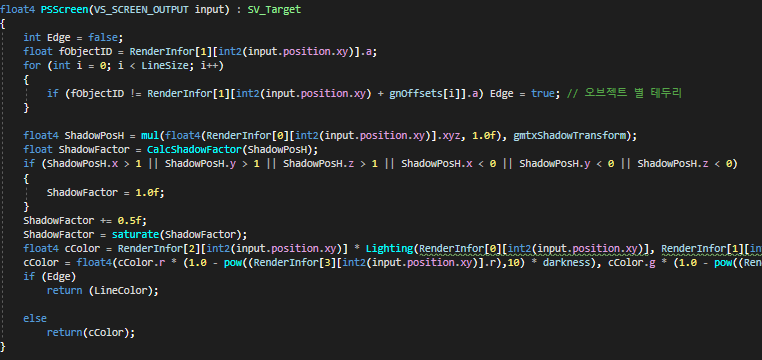 float4 PSScreen(VS_SCREEN_OUTPUT input) : SV_Target
{
    int Edge = false;
    float fObjectID = RenderInfor[1][int2(input.position.xy)].a;
    for (int i = 0; i < LineSize; i++)
    {
        if (fObjectID != RenderInfor[1][int2(input.position.xy) + gnOffsets[i]].a) Edge = true; // 오브젝트 별 테두리
    }
    float4 ShadowPosH = mul(float4(RenderInfor[0][int2(input.position.xy)].xyz, 1.0f), gmtxShadowTransform);
    float ShadowFactor = CalcShadowFactor(ShadowPosH);
    if (ShadowPosH.x > 1 || ShadowPosH.y > 1 || ShadowPosH.z > 1 || ShadowPosH.x < 0 || ShadowPosH.y < 0 || ShadowPosH.z < 0)
    {
        ShadowFactor = 1.0f;
    }
    ShadowFactor += 0.5f;
    ShadowFactor = saturate(ShadowFactor);
    float4 cColor = RenderInfor[2][int2(input.position.xy)] * Lighting(RenderInfor[0][int2(input.position.xy)], RenderInfor[1][in
    cColor = float4(cColor.r * (1.0 - pow((RenderInfor[3][int2(input.position.xy)].r),10) * darkness), cColor.g * (1.0 - pow((Ren
    if (Edge)
        return (LineColor);
    else
        return(cColor);
}